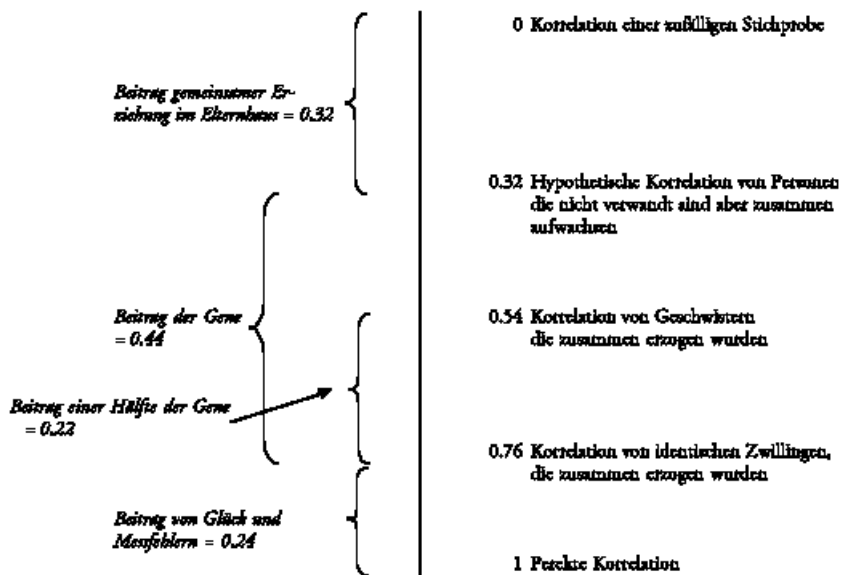 0 Korrelation einer zufälligen Stichprobe
Beitrag gemeinsamer Er-
ziehung im Elternhaus = 0.32
0.32 Hypothetische Korrelation von Personen
die nicht verwandt sind aber zusammen
aufwachsen
Beitrag der Gene
= 0.44
0.54 Korrelation von Geschwistern
die zusammen erzogen wurden
Beitrag einer Hälfte der Gene
= 0.22
0.76 Korrelation von identischen Zwillingen,
die zusammen erzogen wurden
Beitrag von Glück und
Messfehlern = 0.24
1 Perekte Korrelation